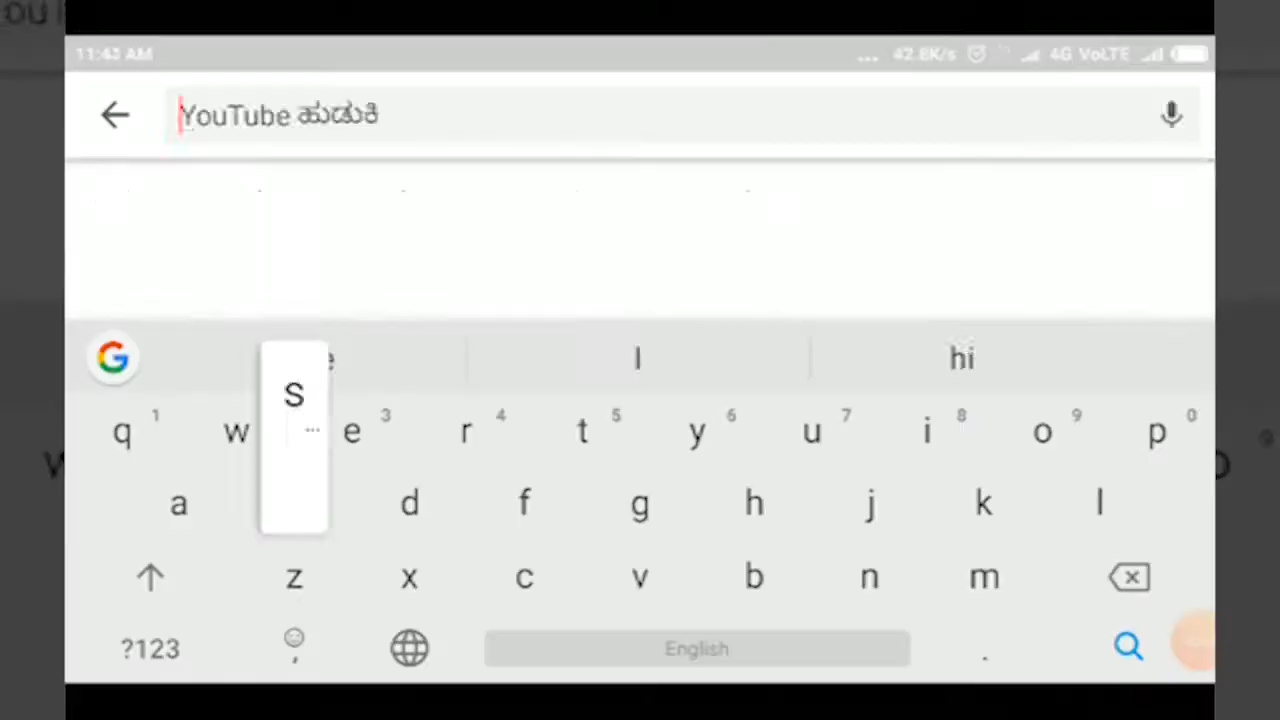 11:43 AM ... 42.8K/s 4G VoLTE
YouTube ಹುಡುಕಿ
I hi
S
q 1 w e 3 r 4 t 5 y 6 u 7 i 8 o 9 p 0
a d f g h j k l
z x c v b n m
?123 , English .